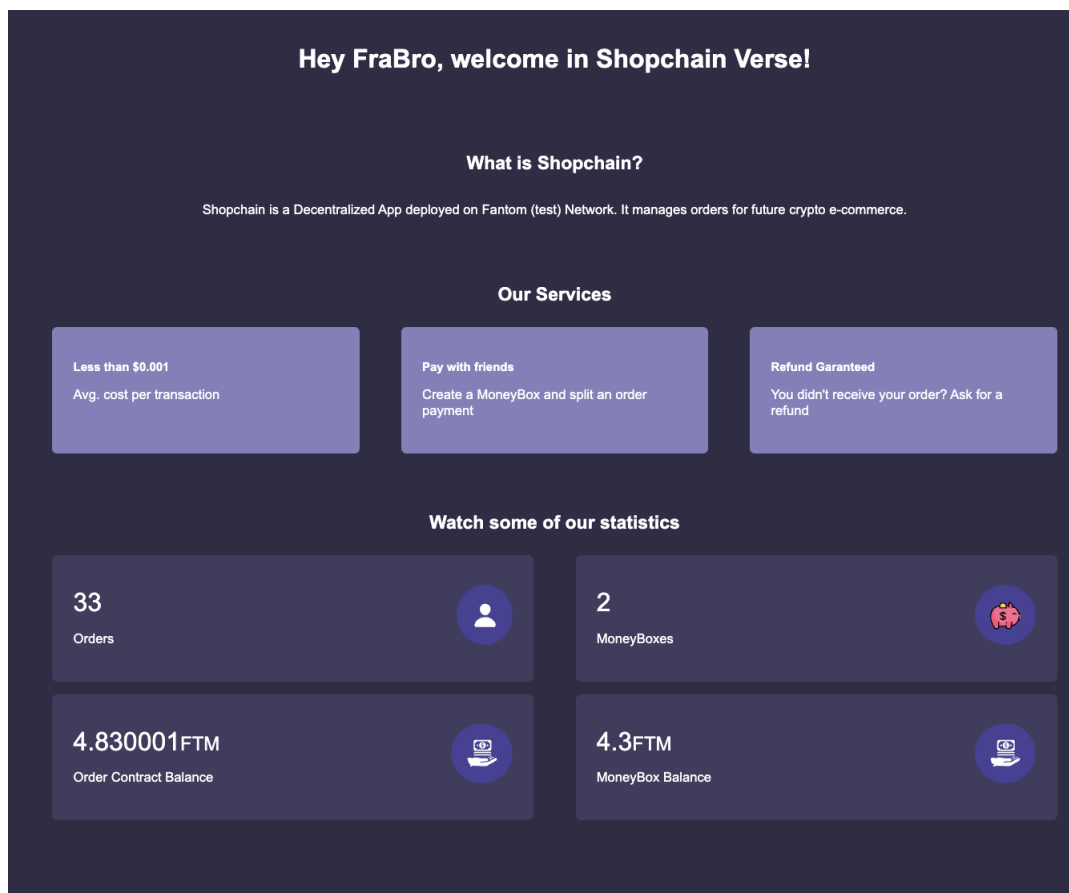 Hey FraBro, welcome in Shopchain Verse!
What is Shopchain?
Shopchain is a Decentralized App deployed on Fantom (test) Network. It manages orders for future crypto e-commerce.
Our Services
Less than $0.001
Avg. cost per transaction
Pay with friends
Create a MoneyBox and split an order
payment
Refund Garanteed
You didn't receive your order? Ask for a
refund
Watch some of our statistics
33
Orders
$
2
MoneyBoxes
4.830001FTM
Order Contract Balance
4.3FTM
MoneyBox Balance